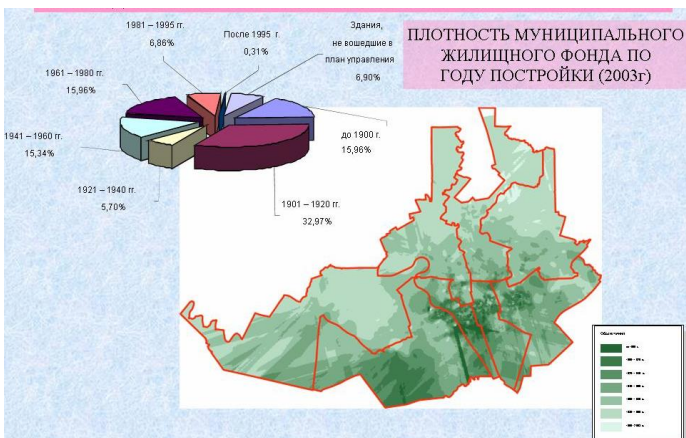 ПЛОТНОСТЬ МУНИЦИПАЛЬНОГО
ЖИЛИЩНОГО ФОНДА ПО
ГОДУ ПОСТРОЙКИ (2003г)
1981 – 1995 гг.
6,86%
После 1995 г.
0,31%
Здания,
не вошедшие в
план управления
6,90%
1961 – 1980 гг.
15,96%
до 1900 г.
15,96%
1941 – 1960 гг.
15,34%
1921 – 1940 гг.
5,70%
1901 – 1920 гг.
32,97%